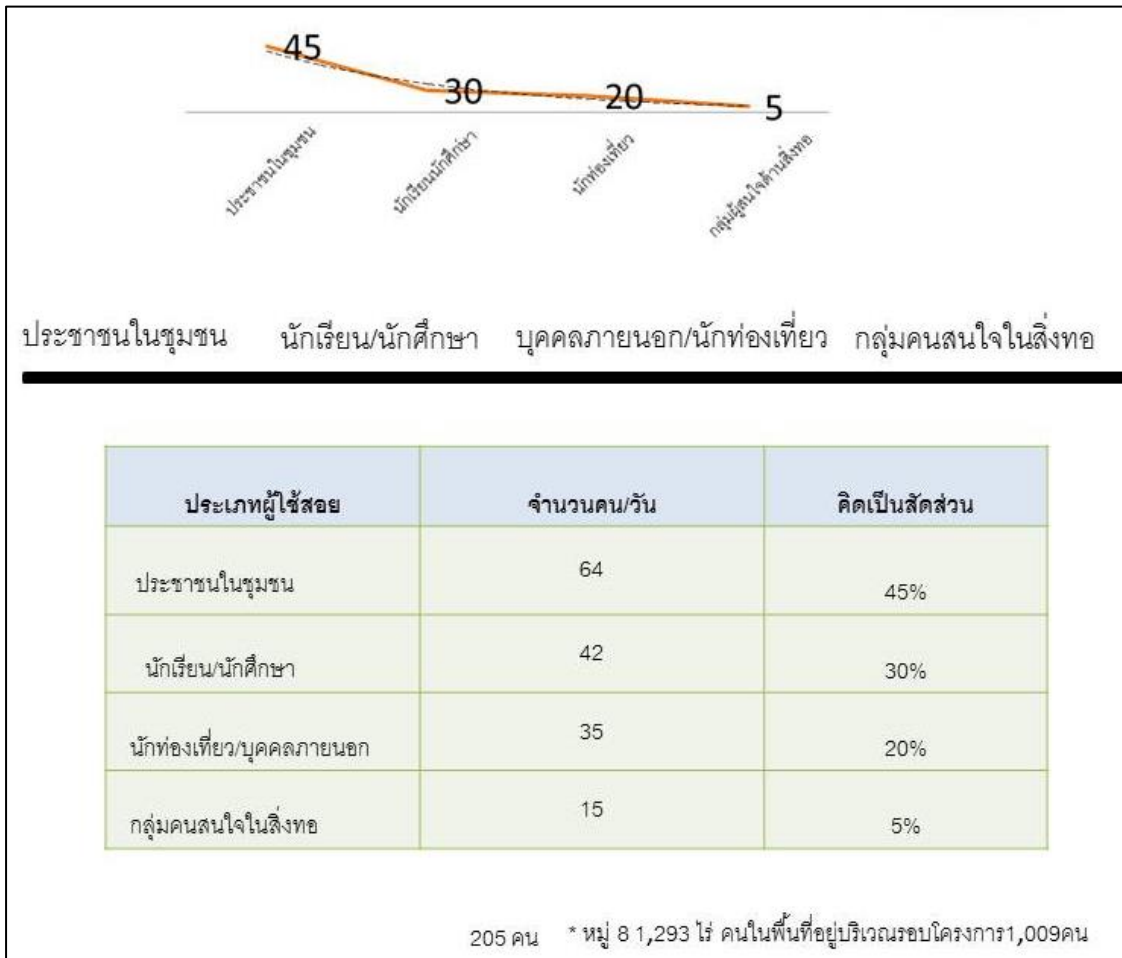 45
30
20
5
ประชาชนในชุมชน
นักเรียนนักศึกษา
นักท่องเที่ยว
กลุ่มผู้สนใจด้านสิ่งทอ
ประชาชนในชุมชน นักเรียน/นักศึกษา บุคคลภายนอก/นักท่องเที่ยว กลุ่มคนสนใจในสิ่งทอ
ประเภทผู้ใช้สอย จำนวนคน/วัน คิดเป็นสัดส่วน
ประชาชนในชุมชน 64 45%
นักเรียน/นักศึกษา 42 30%
นักท่องเที่ยว/บุคคลภายนอก 35 20%
กลุ่มคนสนใจในสิ่งทอ 15 5%
205 คน * หมู่ 8 1,293 ไร่ คนในพื้นที่อยู่บริเวณรอบโครงการ1,009คน